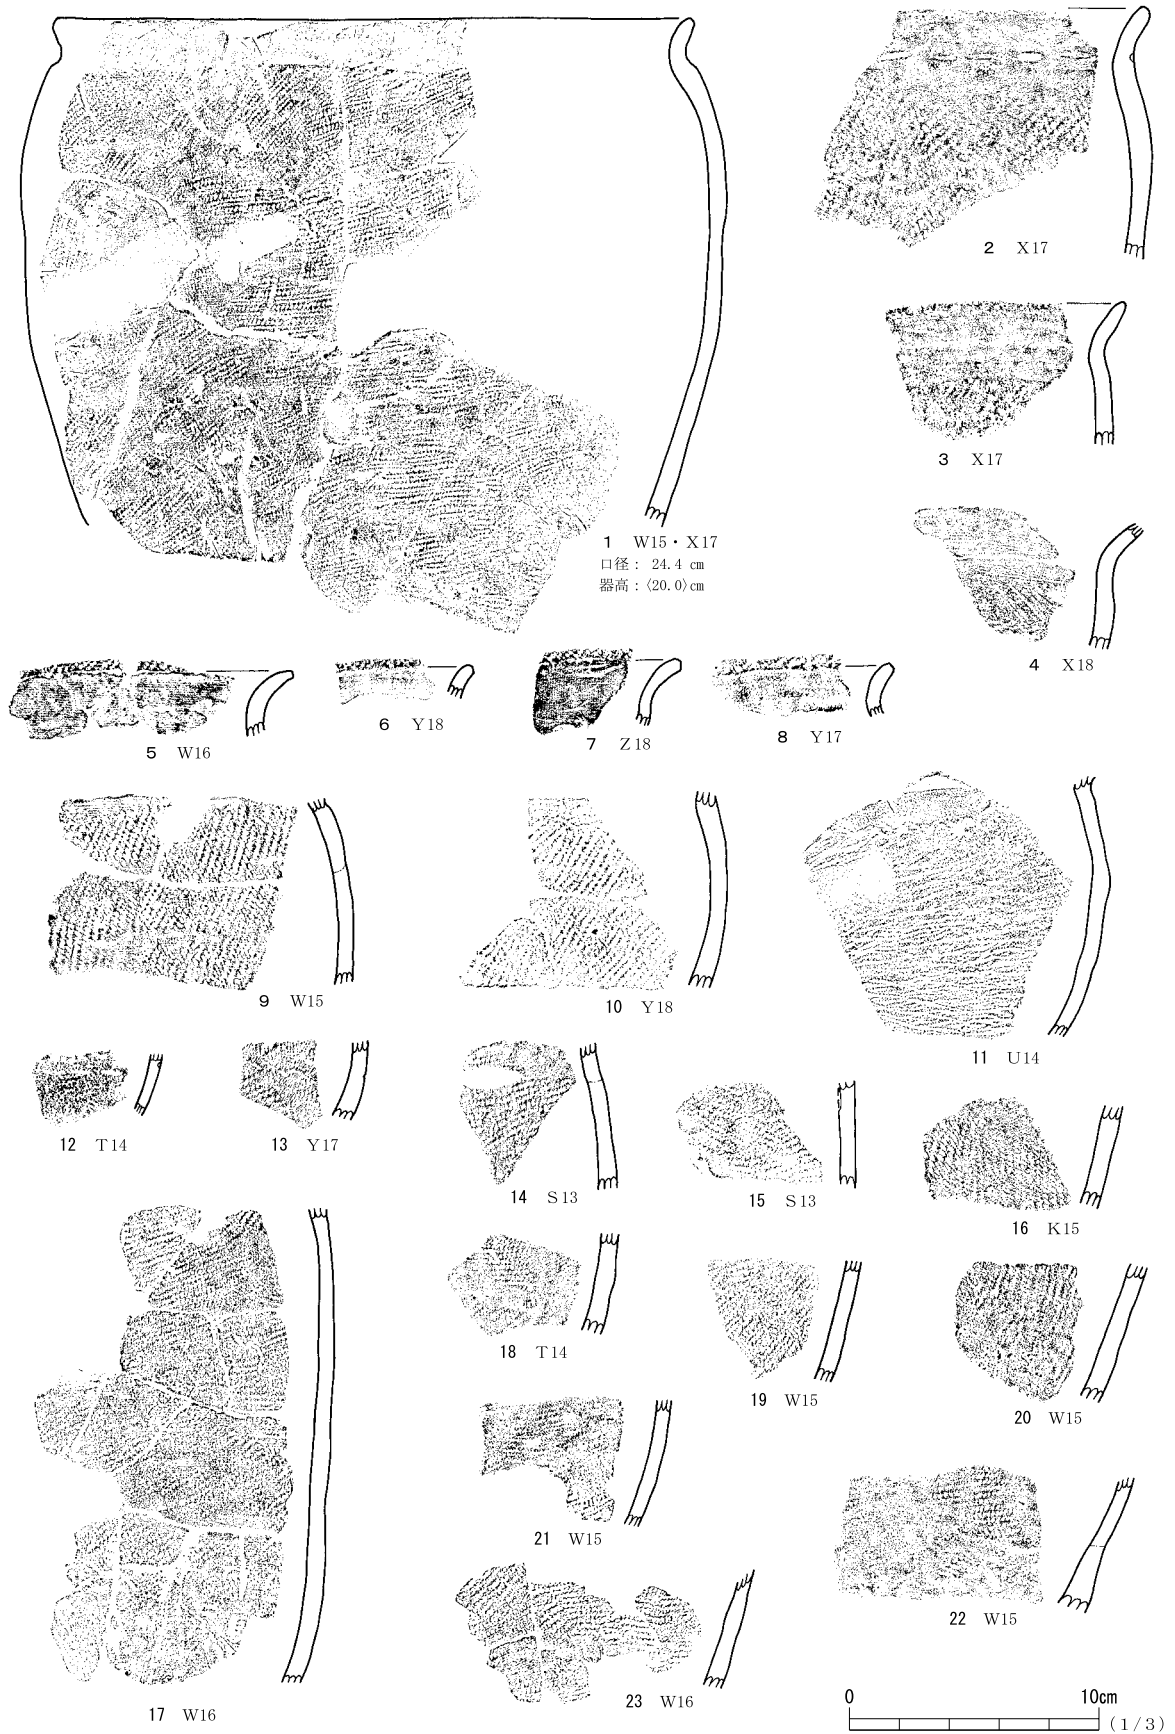 2 X17
3 X17
1 W15・X17
口径： 24.4 cm
器高：〈20.0〉cm
4 X18
5 W16
6 Y18
7 Z18
8 Y17
9 W15
10 Y18
11 U14
12 T14
13 Y17
14 S13
15 S13
16 K15
17 W16
18 T14
19 W15
20 W15
21 W15
22 W15
23 W16
0 10cm
(1/3)